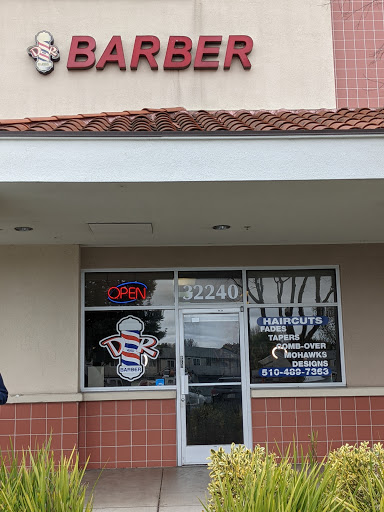 BARBER
OPEN
32240
HAIRCUTS
FADES
TAPERS
COMB-OVER
MOHAWKS
DESIGNS
510-489-7363
BARBER